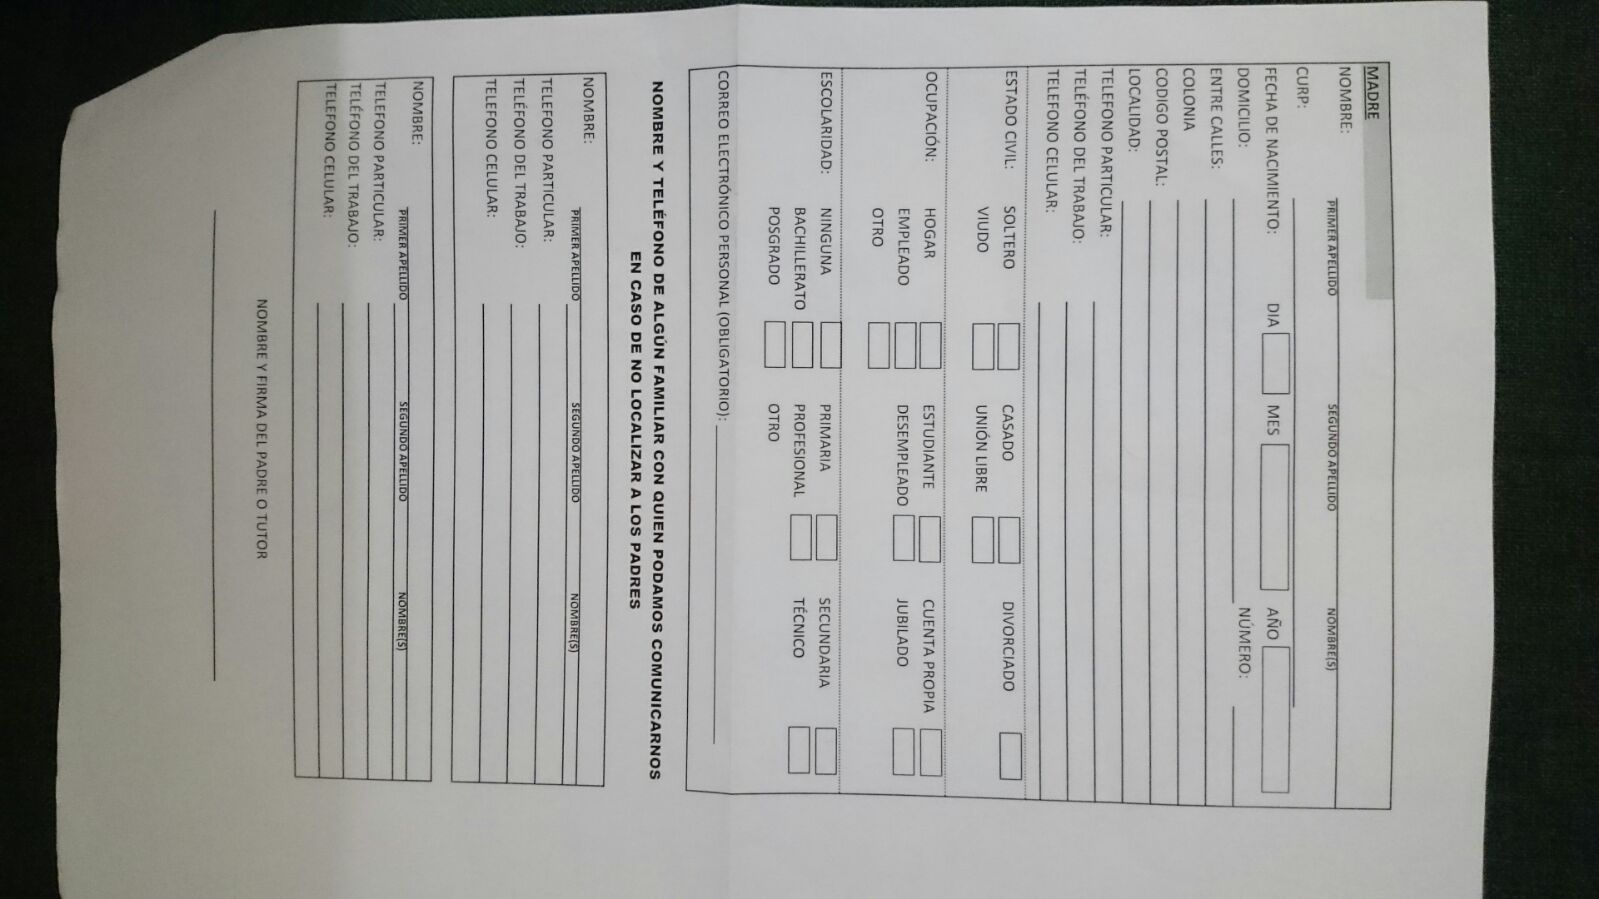 MADRE
NOMBRE:
PRIMER APELLIDO SEGUNDO APELLIDO NOMBRE(S)
CURP:
FECHA DE NACIMIENTO: DIA MES AÑO
DOMICILIO: NÚMERO:
ENTRE CALLES:
COLONIA
CODIGO POSTAL:
LOCALIDAD:
TELEFONO PARTICULAR:
TELÉFONO DEL TRABAJO:
TELEFONO CELULAR:
ESTADO CIVIL: SOLTERO CASADO DIVORCIADO
VIUDO UNIÓN LIBRE
OCUPACIÓN: HOGAR ESTUDIANTE CUENTA PROPIA
EMPLEADO DESEMPLEADO JUBILADO
OTRO
ESCOLARIDAD: NINGUNA PRIMARIA SECUNDARIA
BACHILLERATO PROFESIONAL TÉCNICO
POSGRADO OTRO
CORREO ELECTRÓNICO PERSONAL (OBLIGATORIO):
NOMBRE Y TELÉFONO DE ALGÚN FAMILIAR CON QUIEN PODAMOS COMUNICARNOS
EN CASO DE NO LOCALIZAR A LOS PADRES
NOMBRE:
PRIMER APELLIDO SEGUNDO APELLIDO NOMBRE(S)
TELEFONO PARTICULAR:
TELÉFONO DEL TRABAJO:
TELEFONO CELULAR:
NOMBRE:
PRIMER APELLIDO SEGUNDO APELLIDO NOMBRE(S)
TELEFONO PARTICULAR:
TELÉFONO DEL TRABAJO:
TELEFONO CELULAR:
NOMBRE Y FIRMA DEL PADRE O TUTOR